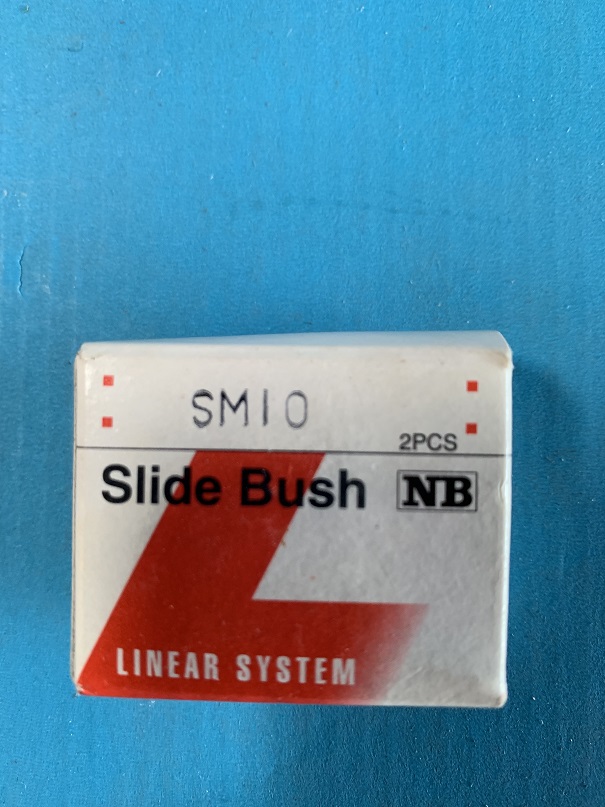 SM10
2PCS
Slide Bush NB
LINEAR SYSTEM